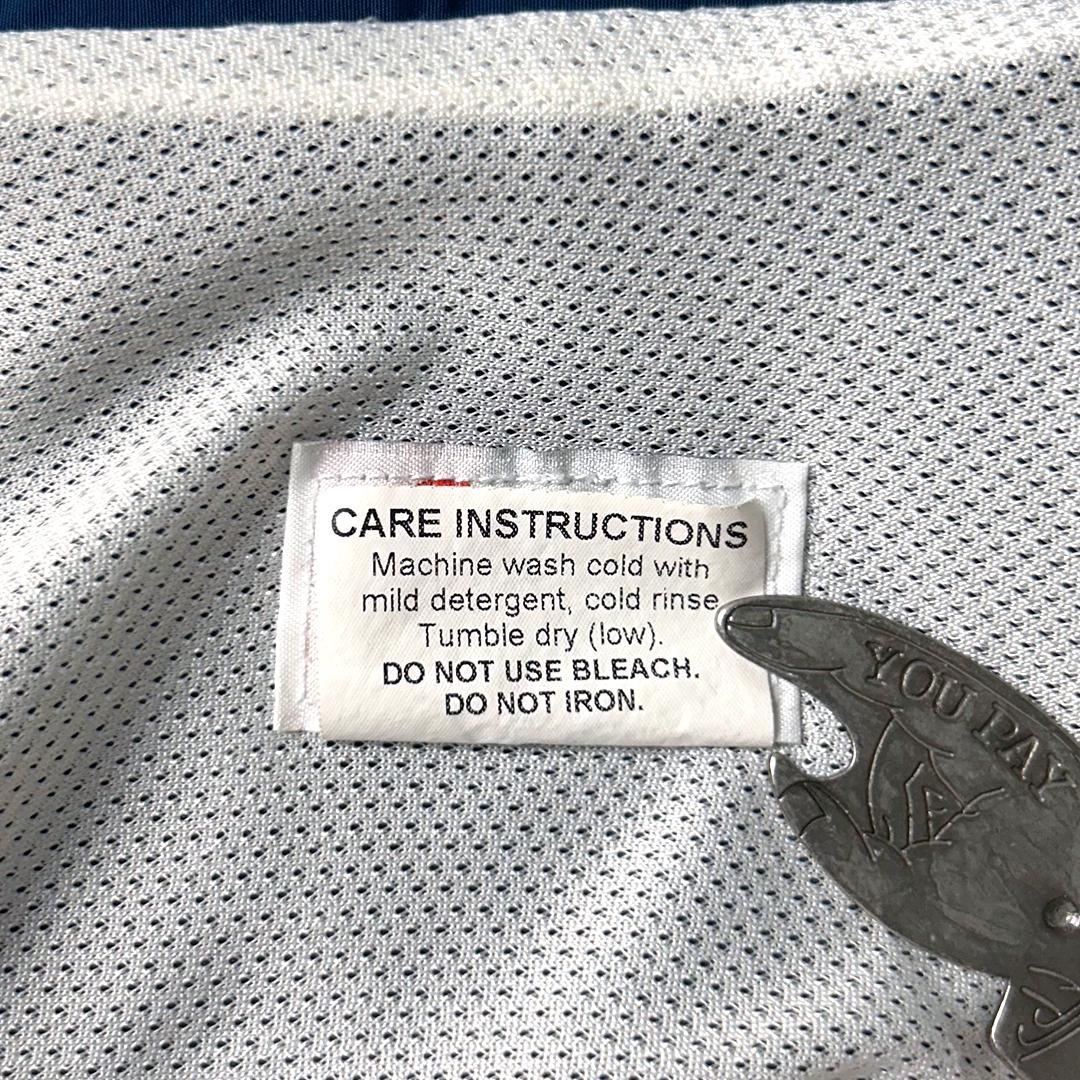 CARE INSTRUCTIONS
Machine wash cold with
mild detergent, cold rinse
Tumble dry (low).
DO NOT USE BLEACH.
DO NOT IRON.
YOU PAY